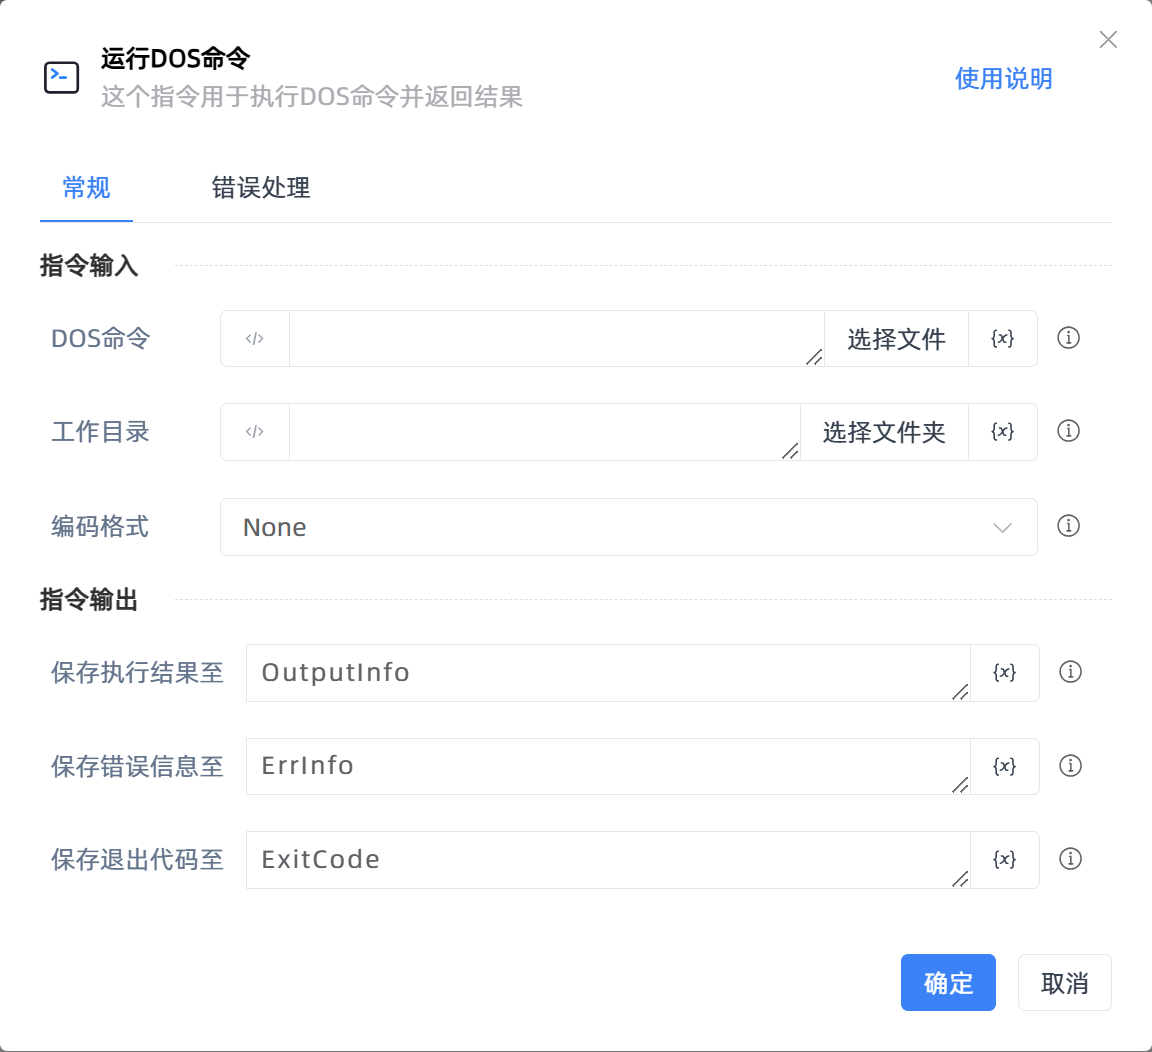 运行DOS命令
这个指令用于执行DOS命令并返回结果
使用说明
常规 错误处理
指令输入
DOS命令 </> 选择文件 {x}
工作目录 </> 选择文件夹 {x}
编码格式 None
指令输出
保存执行结果至 OutputInfo {x}
保存错误信息至 ErrInfo {x}
保存退出代码至 ExitCode {x}
确定 取消